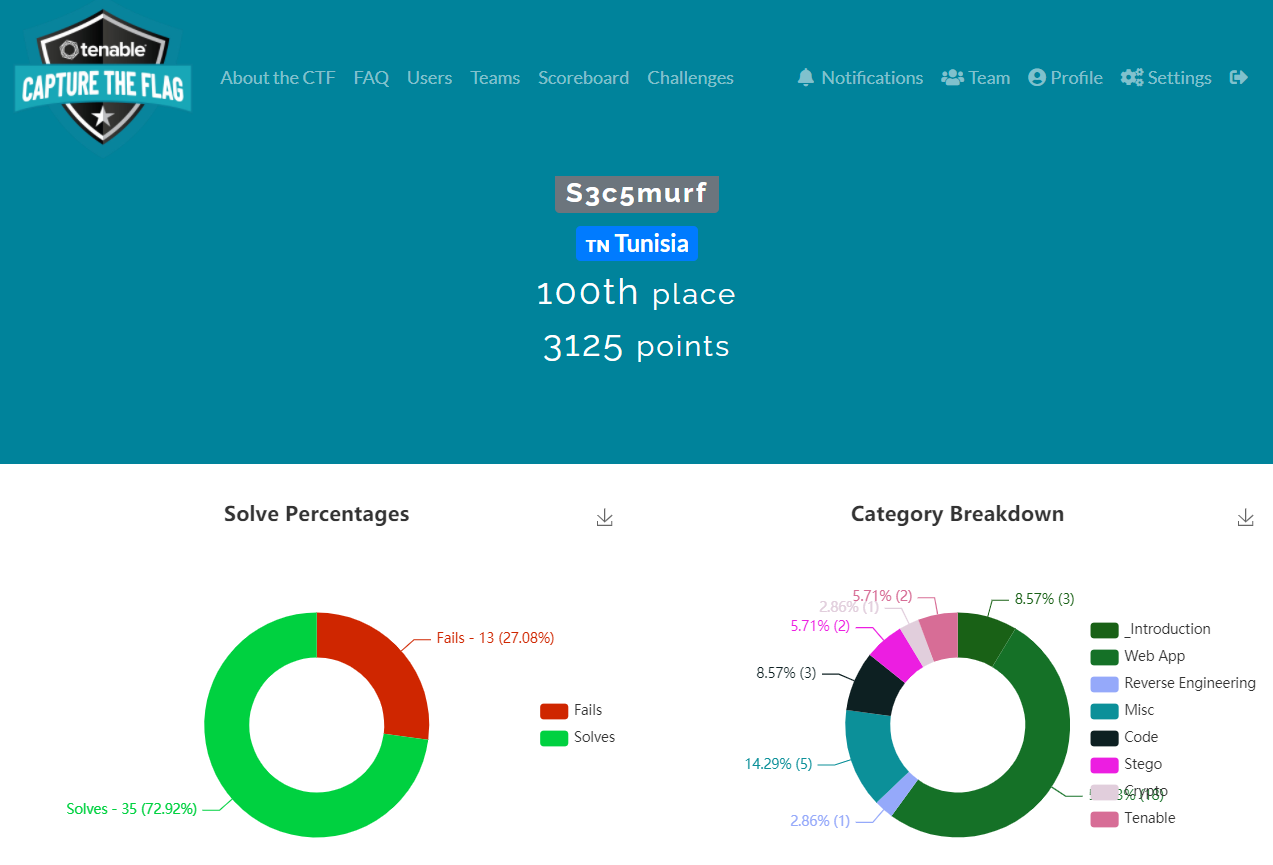 tenable
CAPTURE THE FLAG
About the CTF FAQ Users Teams Scoreboard Challenges Notifications Team Profile Settings
S3c5murf
TN Tunisia
100th place
3125 points
Solve Percentages
Category Breakdown
Fails - 13 (27.08%)
Solves - 35 (72.92%)
Fails
Solves
5.71% (2)
2.86% (1)
5.71% (2)
8.57% (3)
14.29% (5)
2.86% (1)
8.57% (3)
_Introduction
Web App
Reverse Engineering
Misc
Code
Stego
Crypto
Tenable